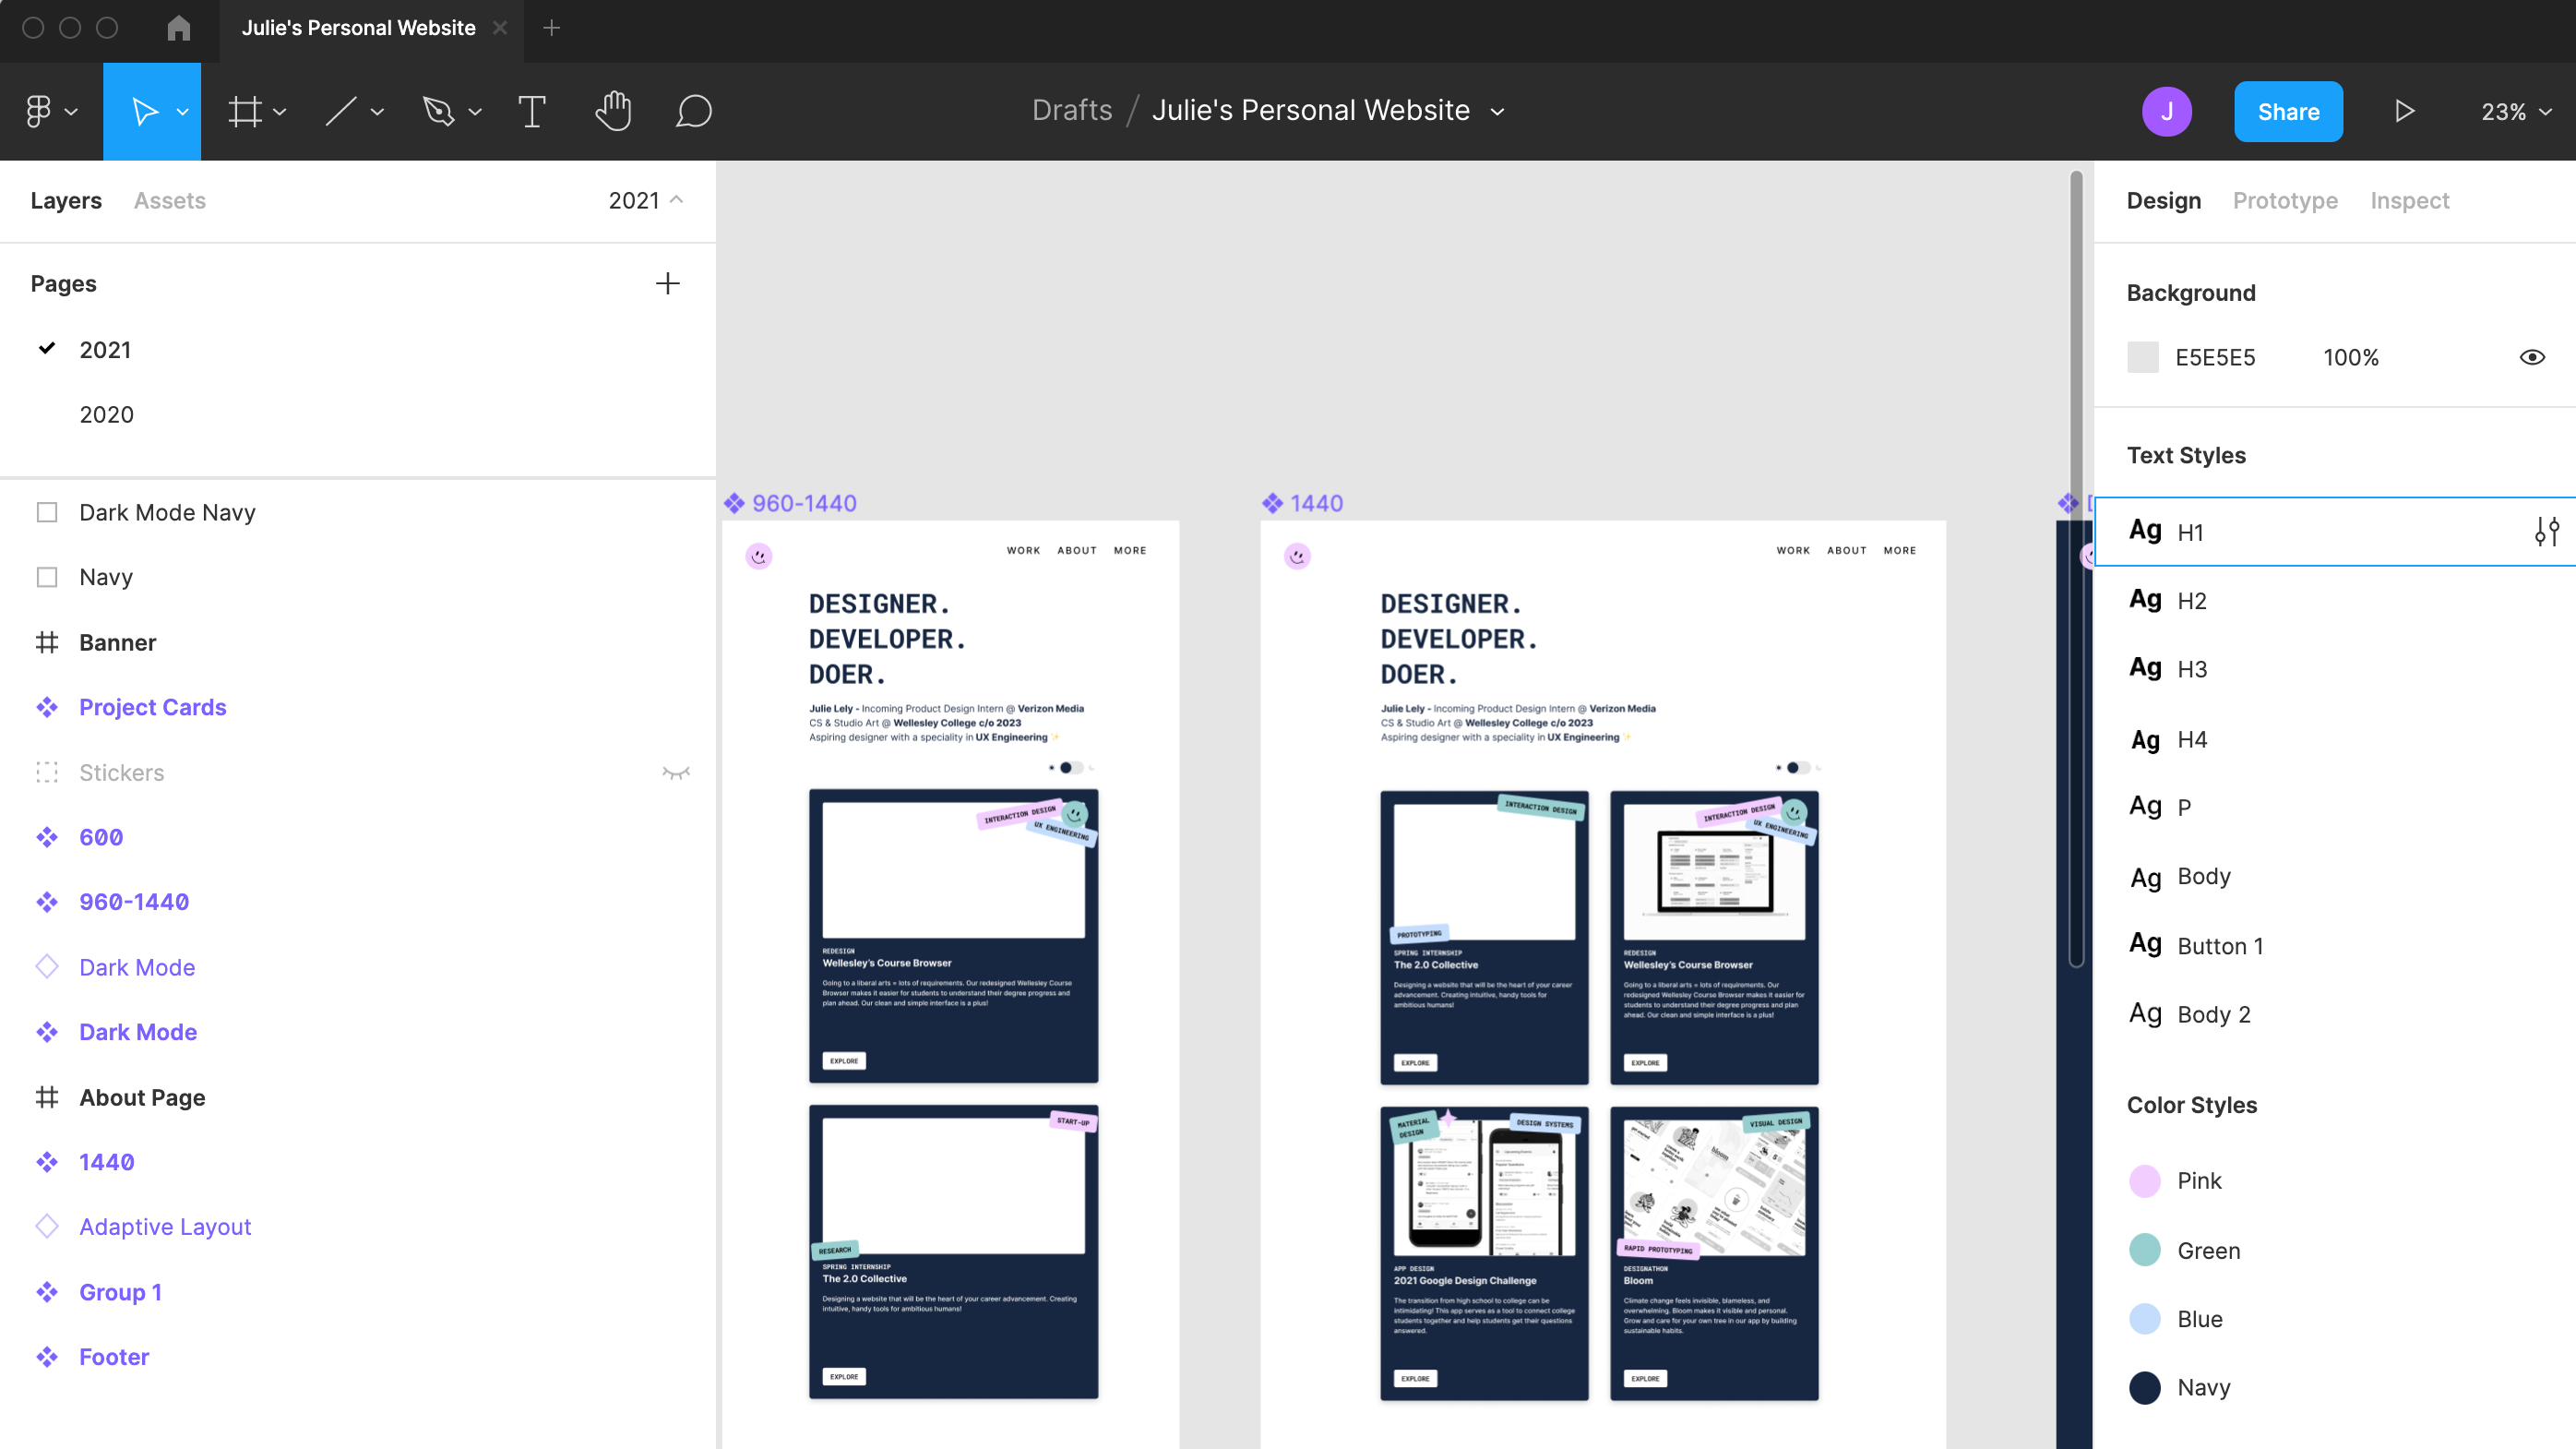 Julie's Personal Website
Drafts / Julie's Personal Website
J
Share
23%
Layers
Assets
2021
Pages
2021
2020
Dark Mode Navy
Navy
Banner
Project Cards
Stickers
600
960-1440
Dark Mode
Dark Mode
About Page
1440
Adaptive Layout
Group 1
Footer
960-1440
WORK ABOUT MORE
DESIGNER.
DEVELOPER.
DOER.
Julie Lely - Incoming Product Design Intern @ Verizon Media
CS & Studio Art @ Wellesley College c/o 2023
Aspiring designer with a speciality in UX Engineering ✨
INTERACTION DESIGN
UX ENGINEERING
REDESIGN
Wellesley's Course Browser
Going to a liberal arts = lots of requirements. Our redesigned Wellesley Course
Browser makes it easier for students to understand their degree progress and
plan ahead. Our clean and simple interface is a plus!
EXPLORE
START-UP
RESEARCH
SPRING INTERNSHIP
The 2.0 Collective
Designing a website that will be the heart of your career advancement. Creating
intuitive, handy tools for ambitious humans!
EXPLORE
1440
WORK ABOUT MORE
DESIGNER.
DEVELOPER.
DOER.
Julie Lely - Incoming Product Design Intern @ Verizon Media
CS & Studio Art @ Wellesley College c/o 2023
Aspiring designer with a speciality in UX Engineering ✨
INTERACTION DESIGN
PROTOTYPING
SPRING INTERNSHIP
The 2.0 Collective
Designing a website that will be the heart of your career
advancement. Creating intuitive, handy tools for
ambitious humans!
EXPLORE
INTERACTION DESIGN
UX ENGINEERING
REDESIGN
Wellesley's Course Browser
Going to a liberal arts = lots of requirements. Our
redesigned Wellesley Course Browser makes it easier for
students to understand their degree progress and plan
ahead. Our clean and simple interface is a plus!
EXPLORE
MATERIAL
DESIGN
DESIGN SYSTEMS
Upcoming Events
APP DESIGN
2021 Google Design Challenge
The transition from high school to college can be
intimidating! This app serves as a tool to connect college
students together and help students get their questions
answered.
EXPLORE
VISUAL DESIGN
bloom
RAPID PROTOTYPING
DESIGNATHON
Bloom
Climate change feels invisible, blameless, and
overwhelming. Bloom makes it visible and personal.
Grow and care for your own tree in our app by building
sustainable habits.
EXPLORE
Design
Prototype
Inspect
Background
E5E5E5
100%
Text Styles
Ag H1
Ag H2
Ag H3
Ag H4
Ag P
Ag Body
Ag Button 1
Ag Body 2
Color Styles
Pink
Green
Blue
Navy